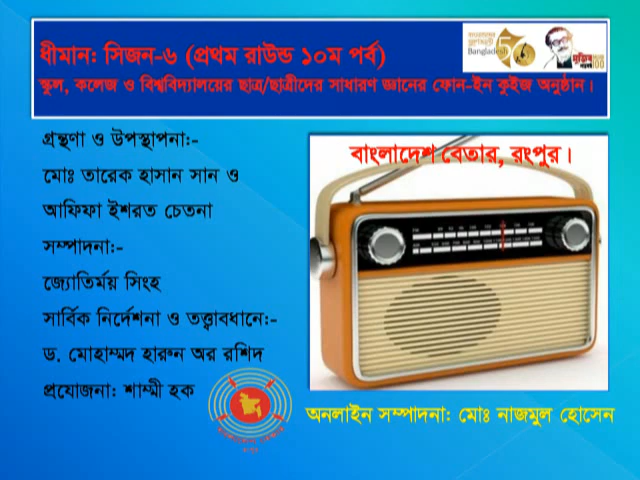 ধীমান: সিজন-৬ (প্রথম রাউন্ড ১০ম পর্ব)
স্কুল, কলেজ ও বিশ্ববিদ্যালয়ের ছাত্র/ছাত্রীদের সাধারণ জ্ঞানের ফোন-ইন কুইজ অনুষ্ঠান।
Bangladesh
গ্রন্থণা ও উপস্থাপনা:-
মোঃ তারেক হাসান সান ও
আফিফা ইশরত চেতনা
সম্পাদনা:-
জ্যোতির্ময় সিংহ
সার্বিক নির্দেশনা ও তত্ত্বাবধানে:-
ড. মোহাম্মদ হারুন অর রশিদ
প্রযোজনা: শাম্মী হক
বাংলাদেশ বেতার, রংপুর।
অনলাইন সম্পাদনা: মোঃ নাজমুল হোসেন